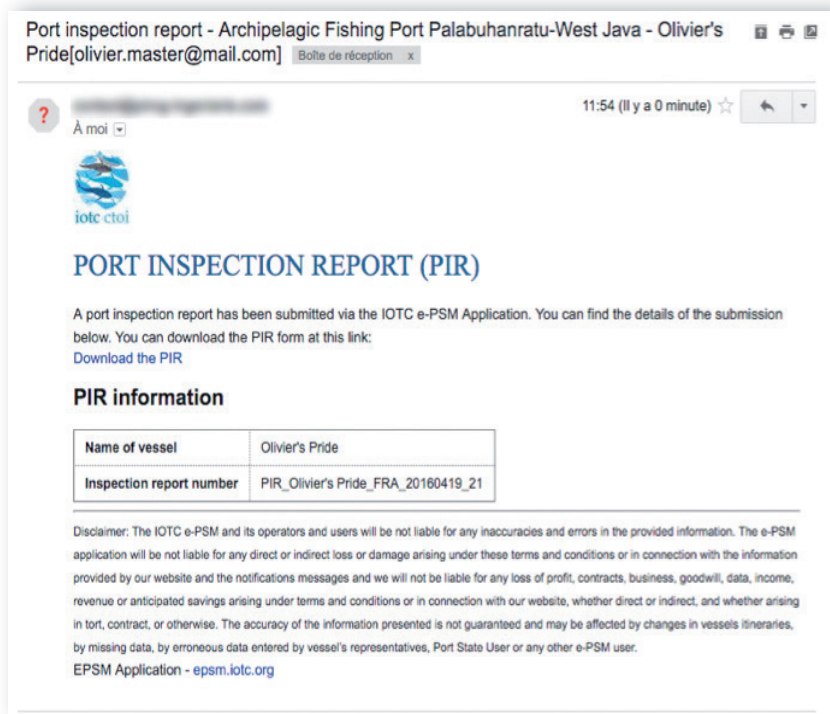 Port inspection report - Archipelagic Fishing Port Palabuhanratu-West Java - Olivier's
Pride[olivier.master@mail.com] Boîte de réception x
11:54 (Il y a 0 minute)
À moi
iotc ctoi
PORT INSPECTION REPORT (PIR)
A port inspection report has been submitted via the IOTC e-PSM Application. You can find the details of the submission
below. You can download the PIR form at this link:
Download the PIR
PIR information
Name of vessel Olivier's Pride
Inspection report number PIR_Olivier's Pride_FRA_20160419_21
Disclaimer: The IOTC e-PSM and its operators and users will be not liable for any inaccuracies and errors in the provided information. The e-PSM
application will be not liable for any direct or indirect loss or damage arising under these terms and conditions or in connection with the information
provided by our website and the notifications messages and we will not be liable for any loss of profit, contracts, business, goodwill, data, income,
revenue or anticipated savings arising under terms and conditions or in connection with our website, whether direct or indirect, and whether arising
in tort, contract, or otherwise. The accuracy of the information presented is not guaranteed and may be affected by changes in vessels itineraries,
by missing data, by erroneous data entered by vessel's representatives, Port State User or any other e-PSM user.
EPSM Application - epsm.iotc.org